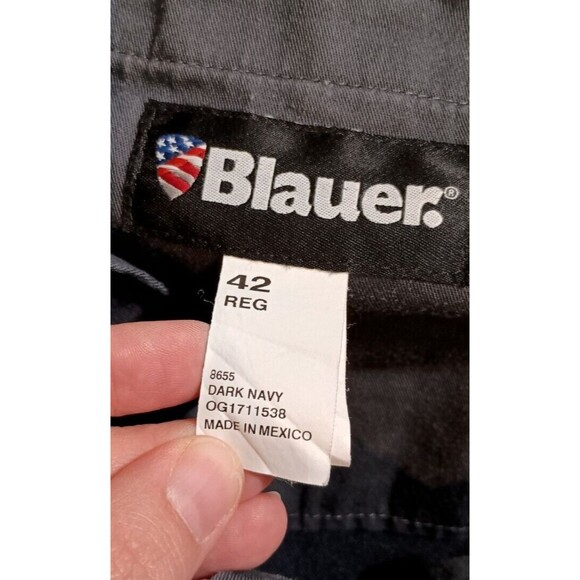 Blauer.®
42
REG
8655
DARK NAVY
OG1711538
MADE IN MEXICO